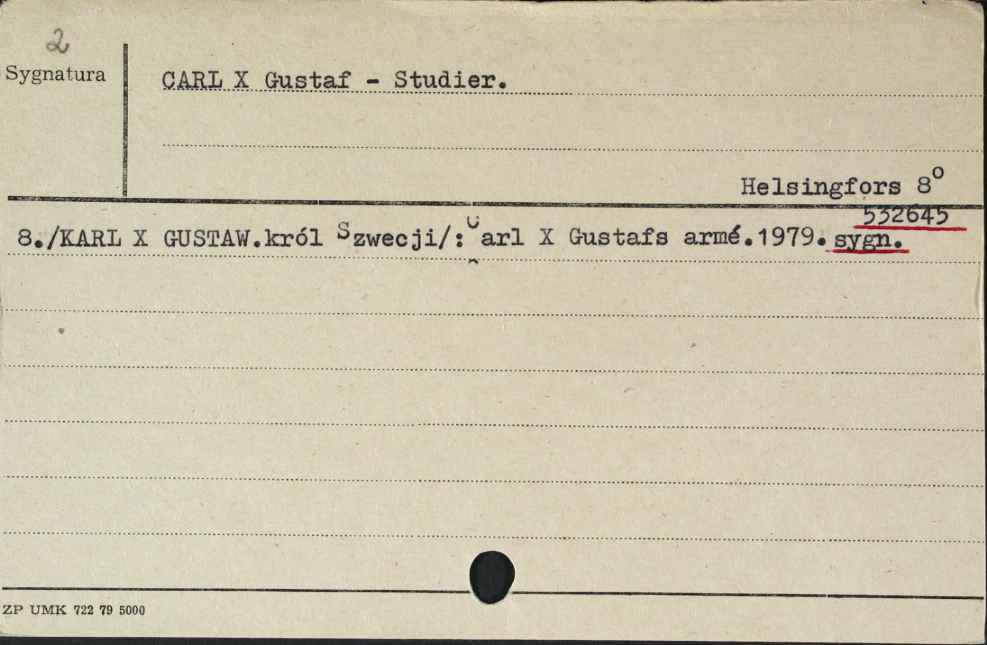 2
Sygnatura
CARL X Gustaf - Studier.
Helsingfors 8°
532645
8./KARL X GUSTAW.król Szwecji/:Carl X Gustafs armé.1979. sygn.
ZP UMK 722 79 5000